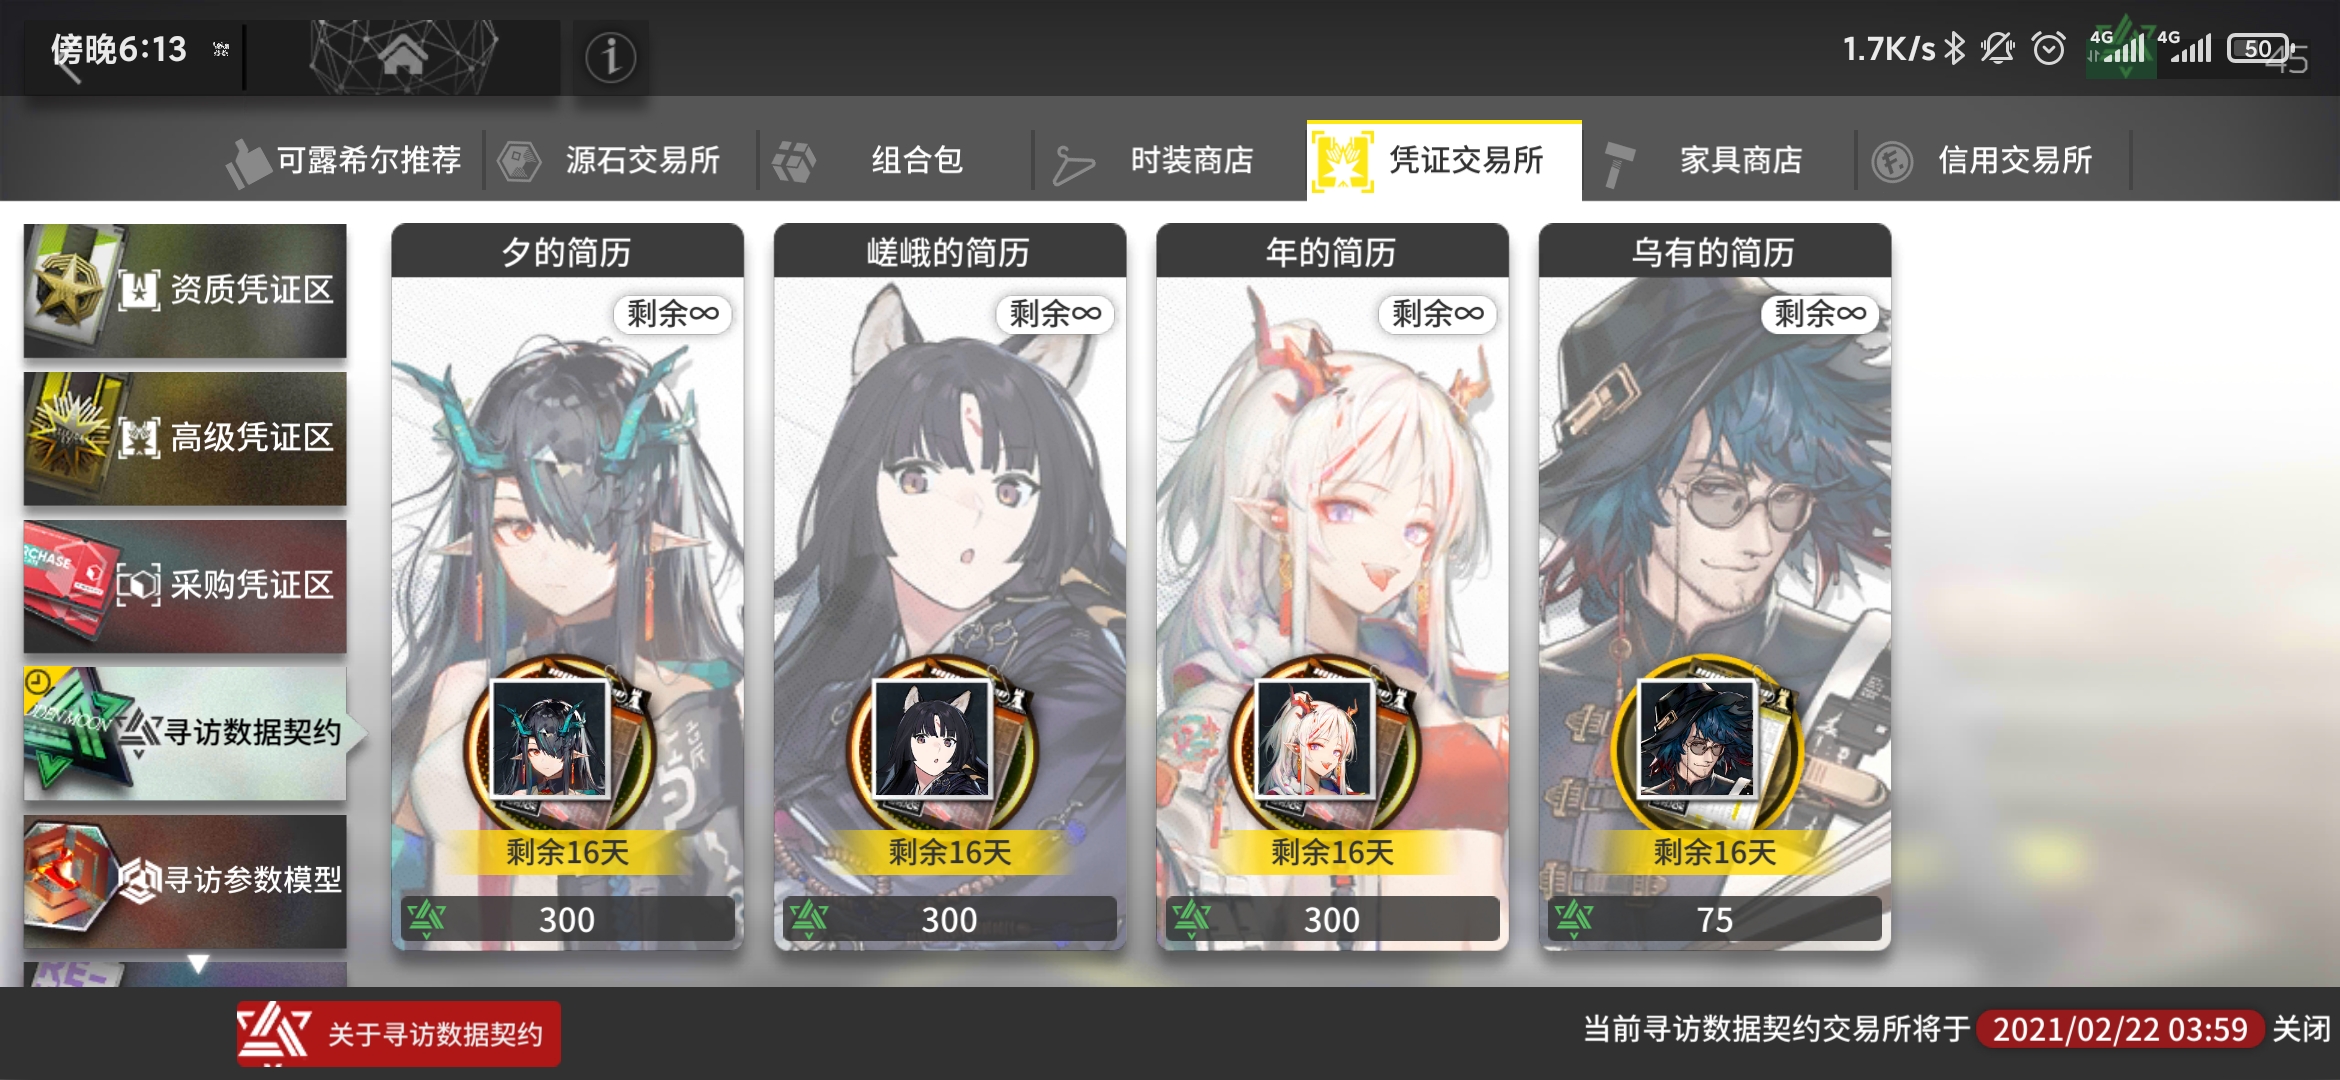 傍晚6:13
1.7K/s
4G
4G
50
45
可露希尔推荐
源石交易所
组合包
时装商店
凭证交易所
家具商店
信用交易所
资质凭证区
高级凭证区
采购凭证区
寻访数据契约
寻访参数模型
RE-
夕的简历
剩余∞
剩余16天
300
嵯峨的简历
剩余∞
剩余16天
300
年的简历
剩余∞
剩余16天
300
乌有的简历
剩余∞
剩余16天
75
关于寻访数据契约
当前寻访数据契约交易所将于 2021/02/22 03:59 关闭